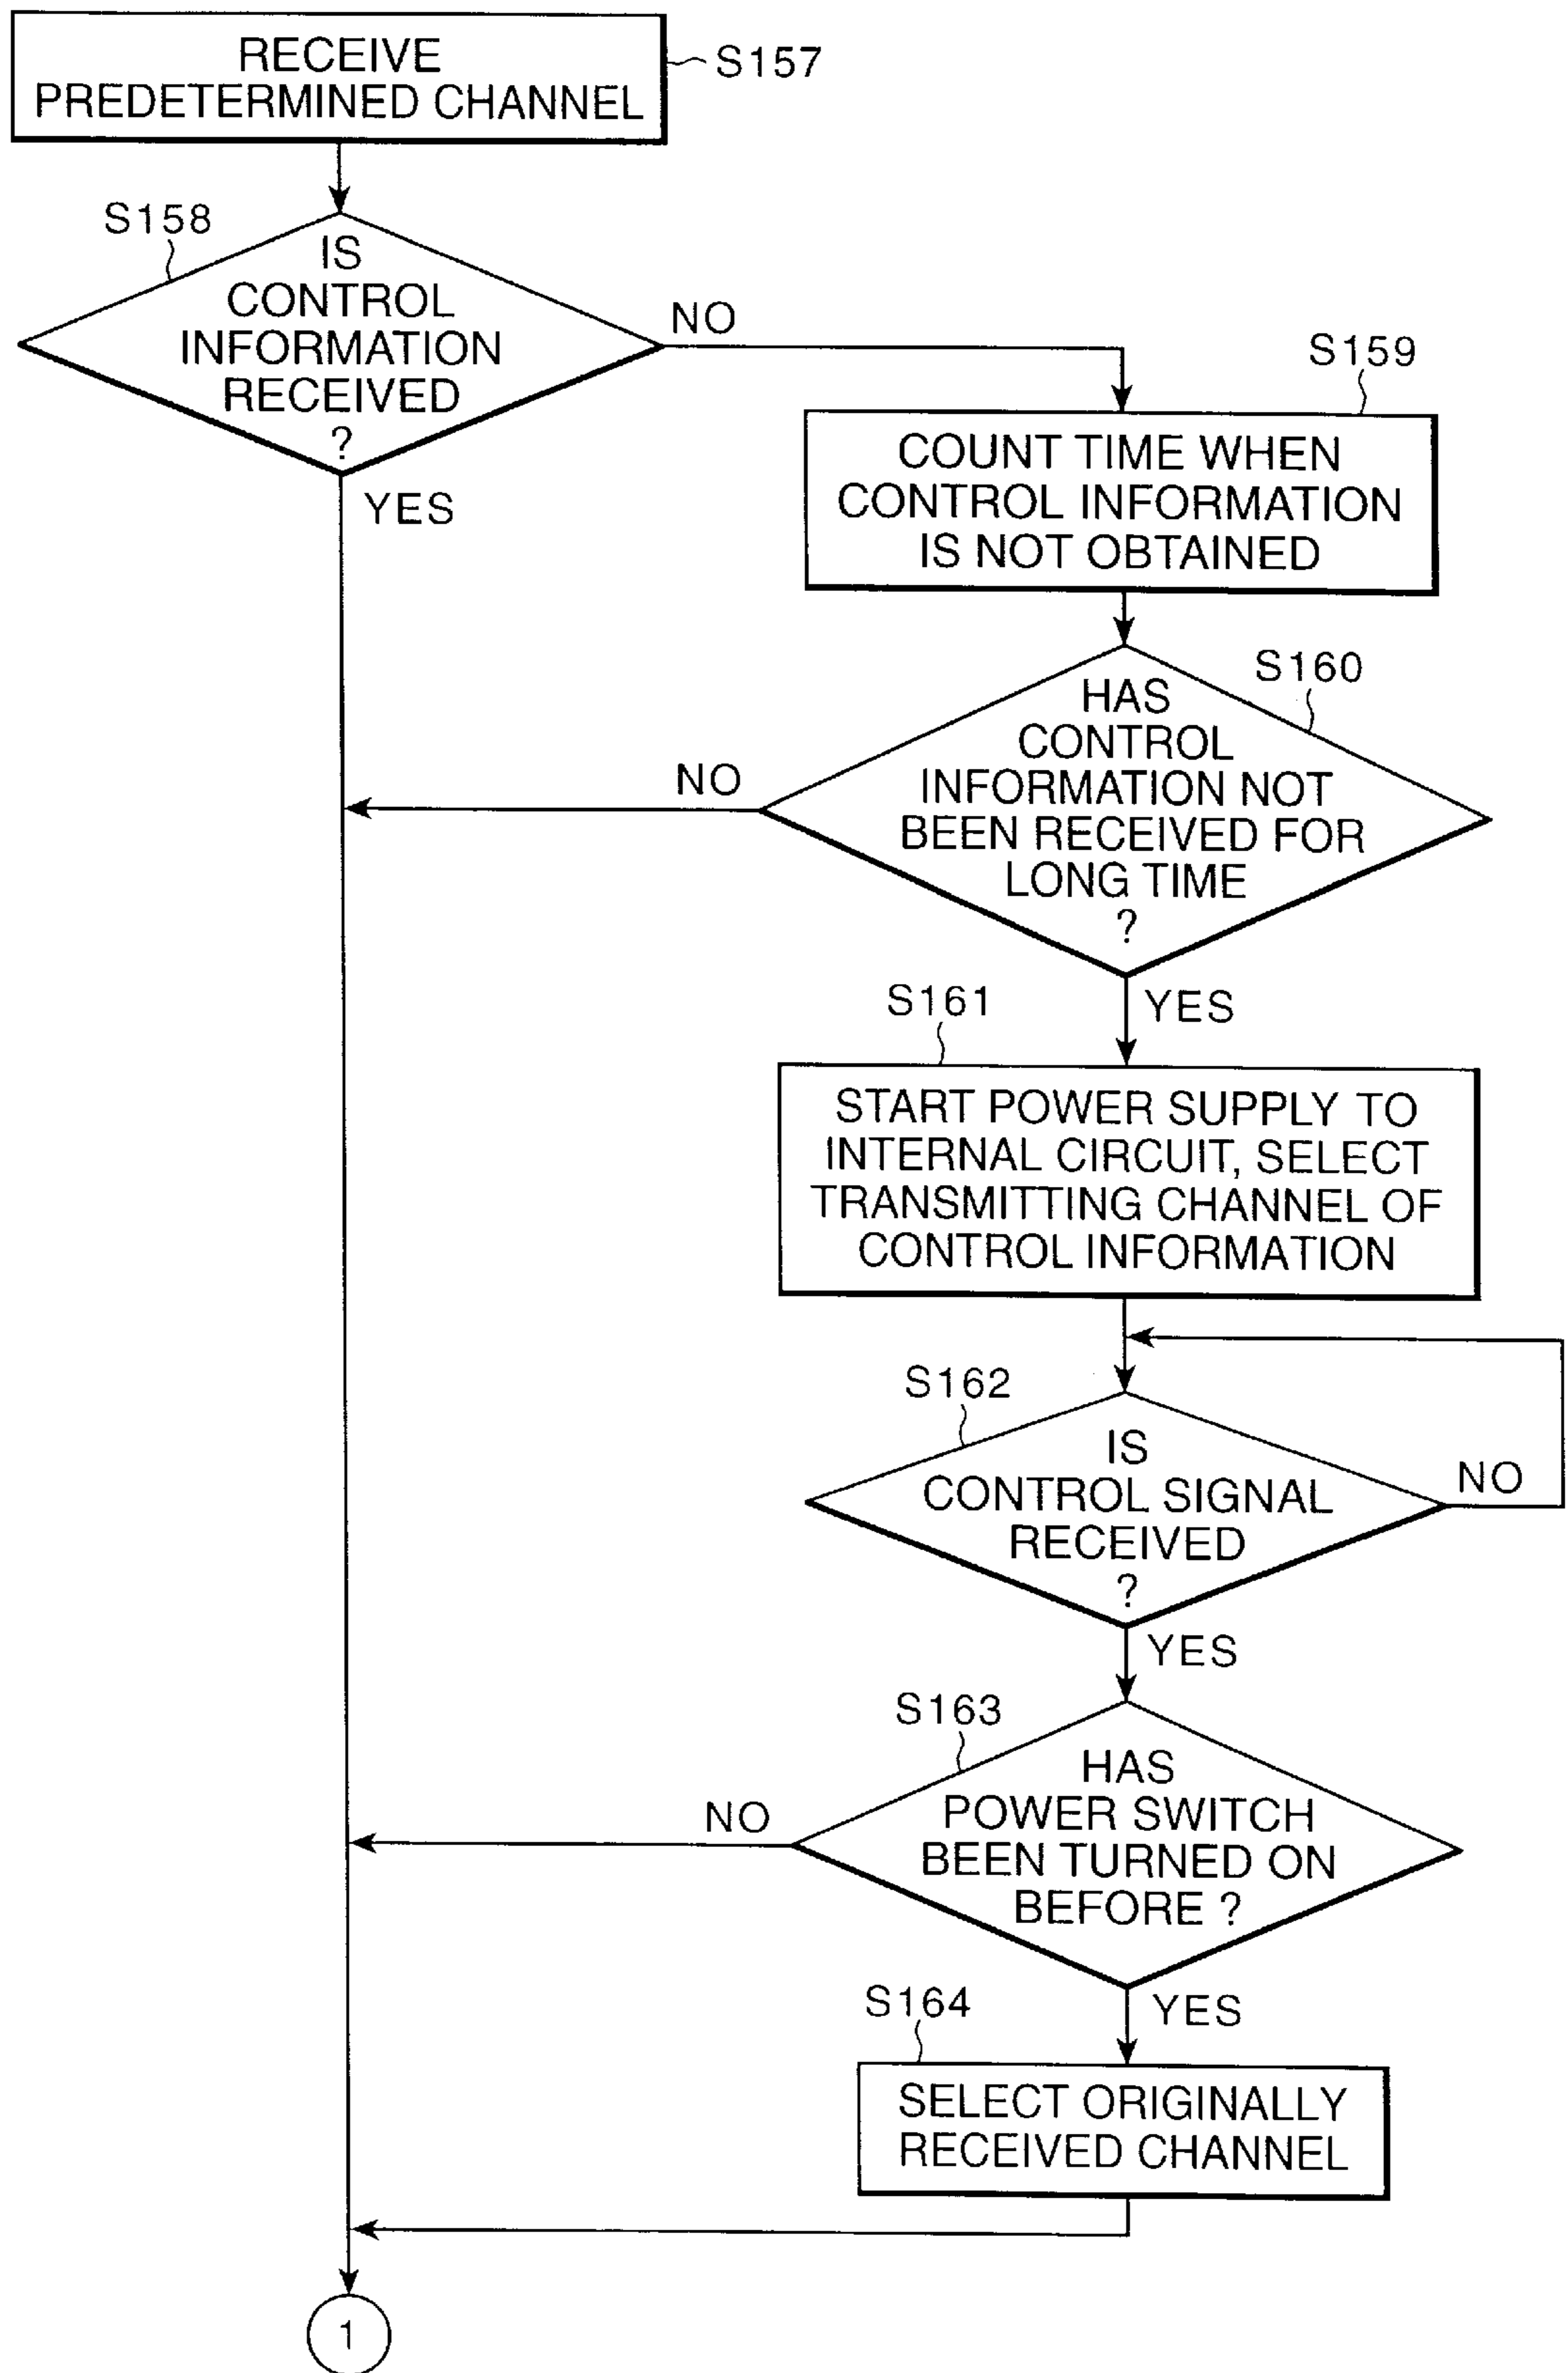 RECEIVE
PREDETERMINED CHANNEL
S157
S158
IS
CONTROL
INFORMATION
RECEIVED
?
NO
YES
S159
COUNT TIME WHEN
CONTROL INFORMATION
IS NOT OBTAINED
S160
HAS
CONTROL
INFORMATION NOT
BEEN RECEIVED FOR
LONG TIME
?
NO
YES
S161
START POWER SUPPLY TO
INTERNAL CIRCUIT, SELECT
TRANSMITTING CHANNEL OF
CONTROL INFORMATION
S162
IS
CONTROL SIGNAL
RECEIVED
?
NO
YES
S163
HAS
POWER SWITCH
BEEN TURNED ON
BEFORE ?
NO
YES
S164
SELECT ORIGINALLY
RECEIVED CHANNEL
1